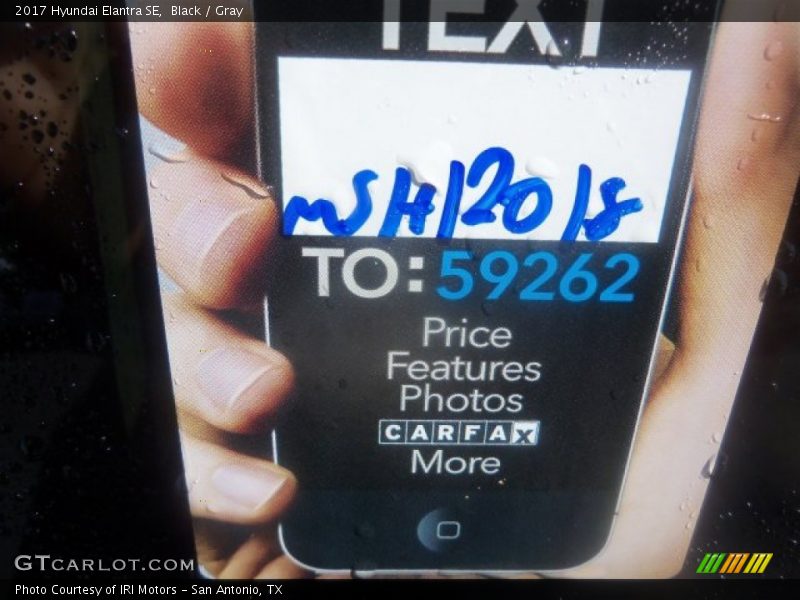 2017 Hyundai Elantra SE, Black / Gray
TEXT
mSH12018
TO: 59262
Price
Features
Photos
CARFAX
More
GTCARLOT.COM
Photo Courtesy of IRI Motors - San Antonio, TX